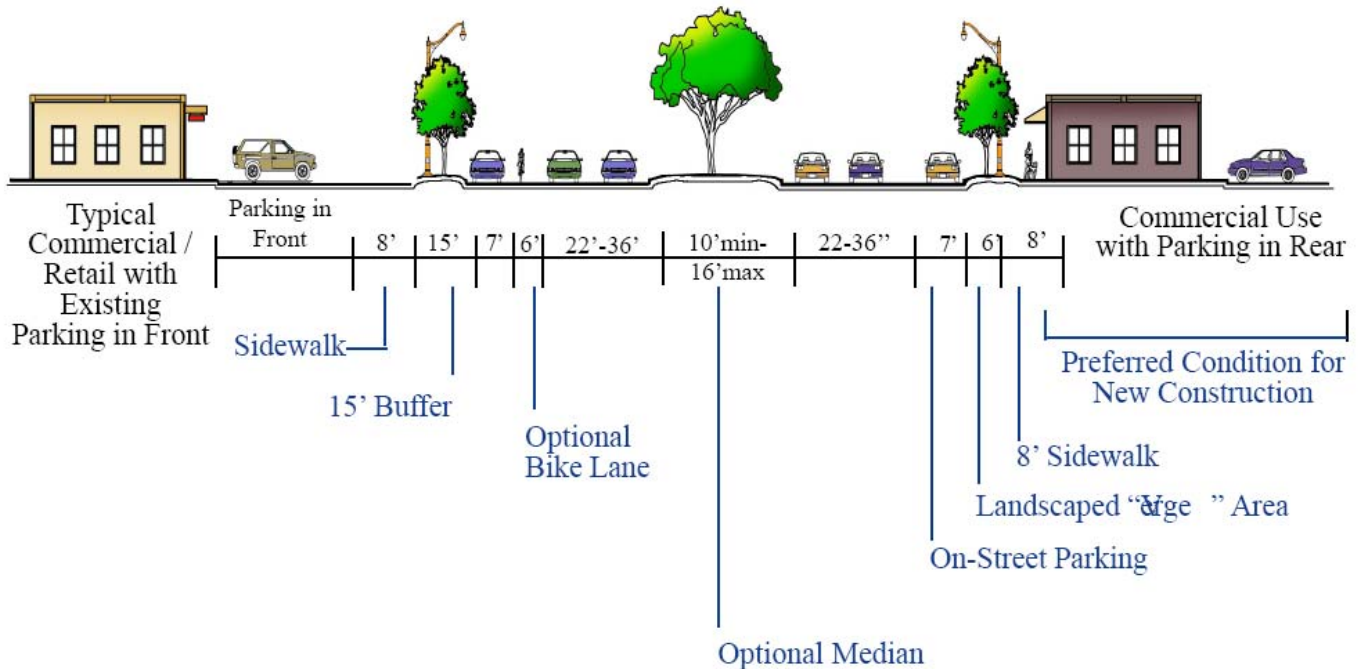 Typical
Commercial /
Retail with
Existing
Parking in Front
Parking in
Front
8’
15’
7’
6’
22’-36’
10’min-
16’max
22-36’’
7’
6’
8’
Commercial Use
with Parking in Rear
Sidewalk
15’ Buffer
Optional
Bike Lane
Optional Median
On-Street Parking
Landscaped “Verge ” Area
8’ Sidewalk
Preferred Condition for
New Construction